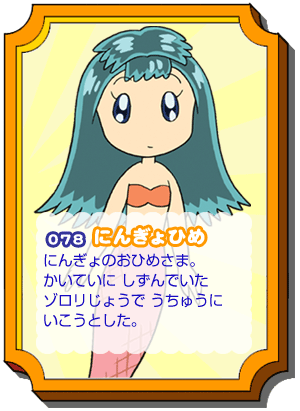 078 にんぎょひめ
にんぎょのおひめさま。
かいていに しずんでいた
ゾロリじょうで うちゅうに
いこうとした。